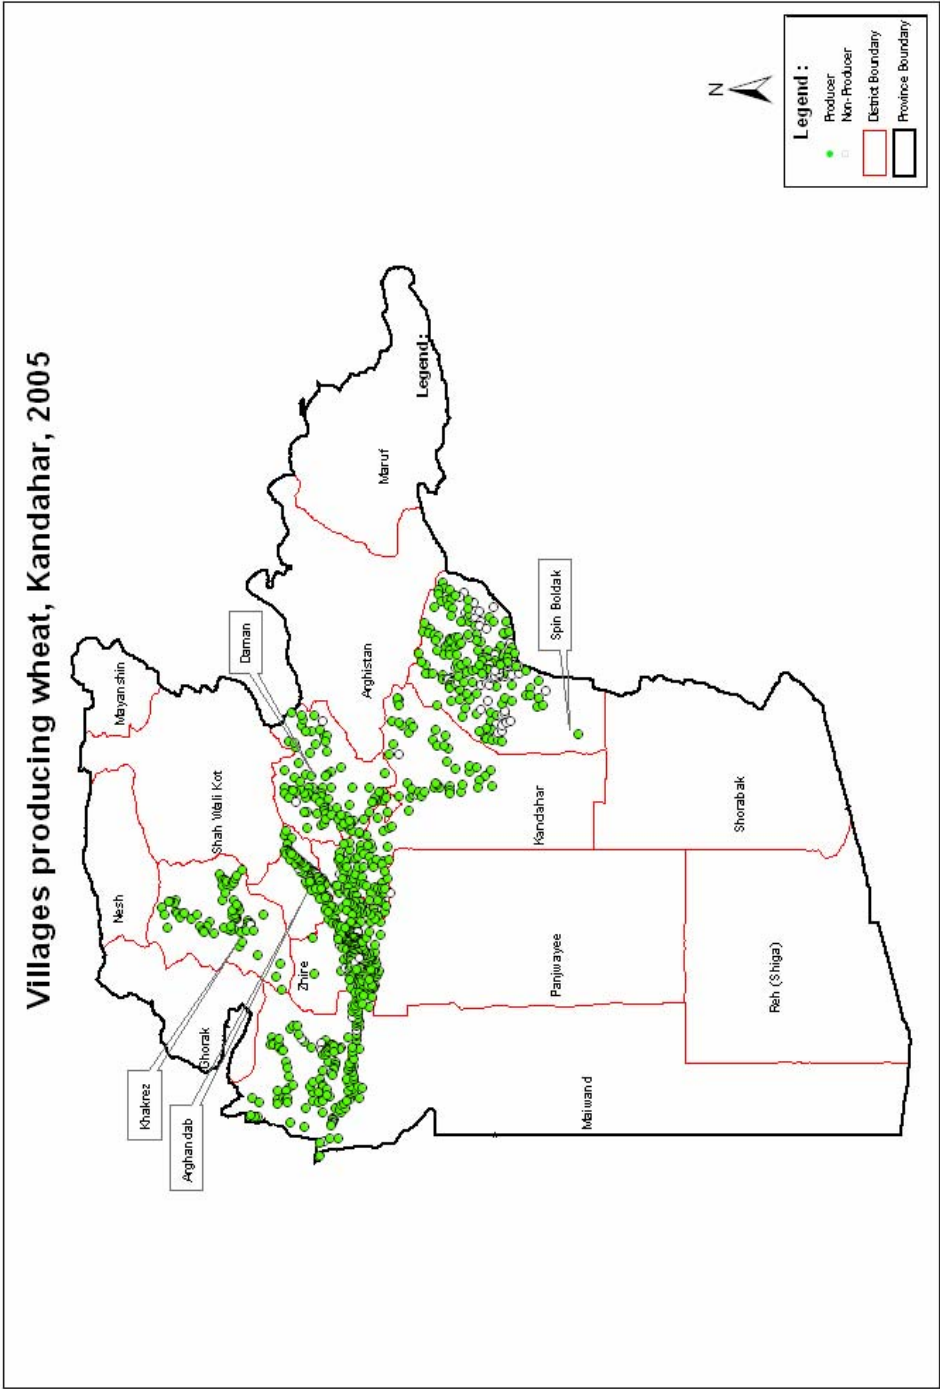 Villages producing wheat, Kandahar, 2005
N
Mayanshin
Nesh
Shah Wali Kot
Daman
Khakrez
Ghorak
Arghandab
Zhire
Arghistan
Maruf
Legend :
Spin Boldak
Kandahar
Panjwayee
Maiwand
Shorabak
Reh (Shiga)
Legend :
Producer
Non-Producer
District Boundary
Province Boundary